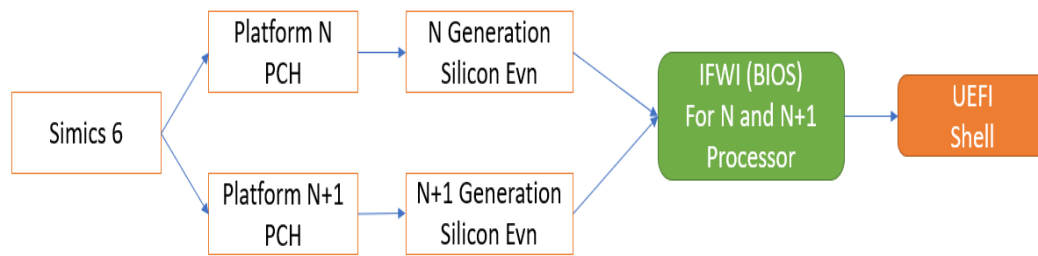 Simics 6
Platform N
PCH
N Generation
Silicon Evn
Platform N+1
PCH
N+1 Generation
Silicon Evn
IFWI (BIOS)
For N and N+1
Processor
UEFI
Shell